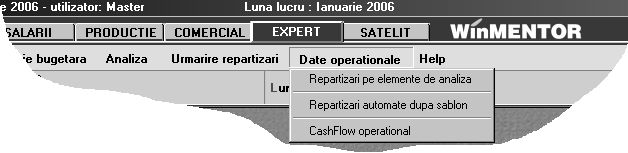 e 2006 - utilizator: Master Luna lucru : Ianuarie 2006
SALARII PRODUCTIE COMERCIAL EXPERT SATELIT WinMENTOR
ie bugetara Analiza Urmarire repartizari Date operationale Help
Lun
Repartizari pe elemente de analiza
Repartizari automate dupa sablon
CashFlow operational